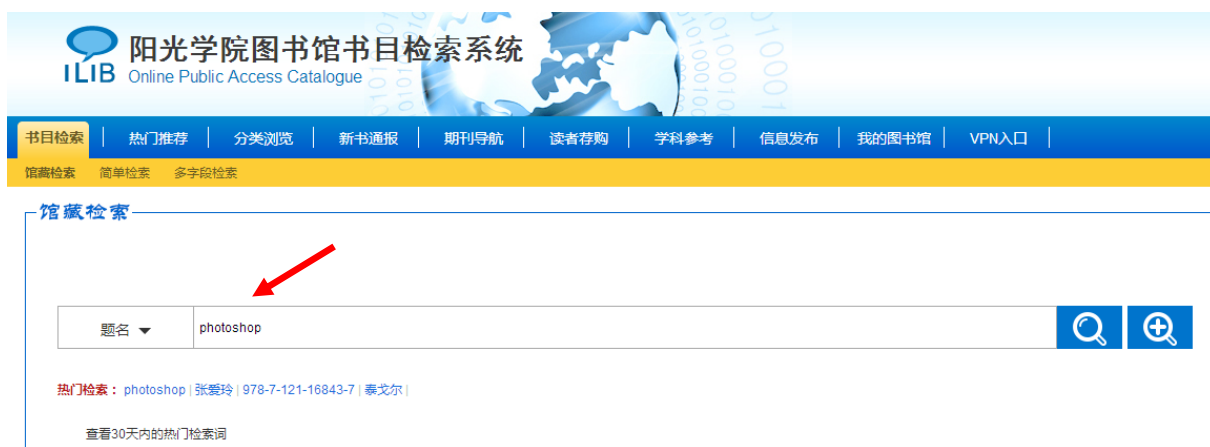 阳光学院图书馆书目检索系统
ILIB Online Public Access Catalogue
书目检索 热门推荐 分类浏览 新书通报 期刊导航 读者荐购 学科参考 信息发布 我的图书馆 VPN入口
馆藏检索 简单检索 多字段检索
馆藏检索
题名 photoshop
热门检索： photoshop | 张爱玲 | 978-7-121-16843-7 | 泰戈尔 |
查看30天内的热门检索词